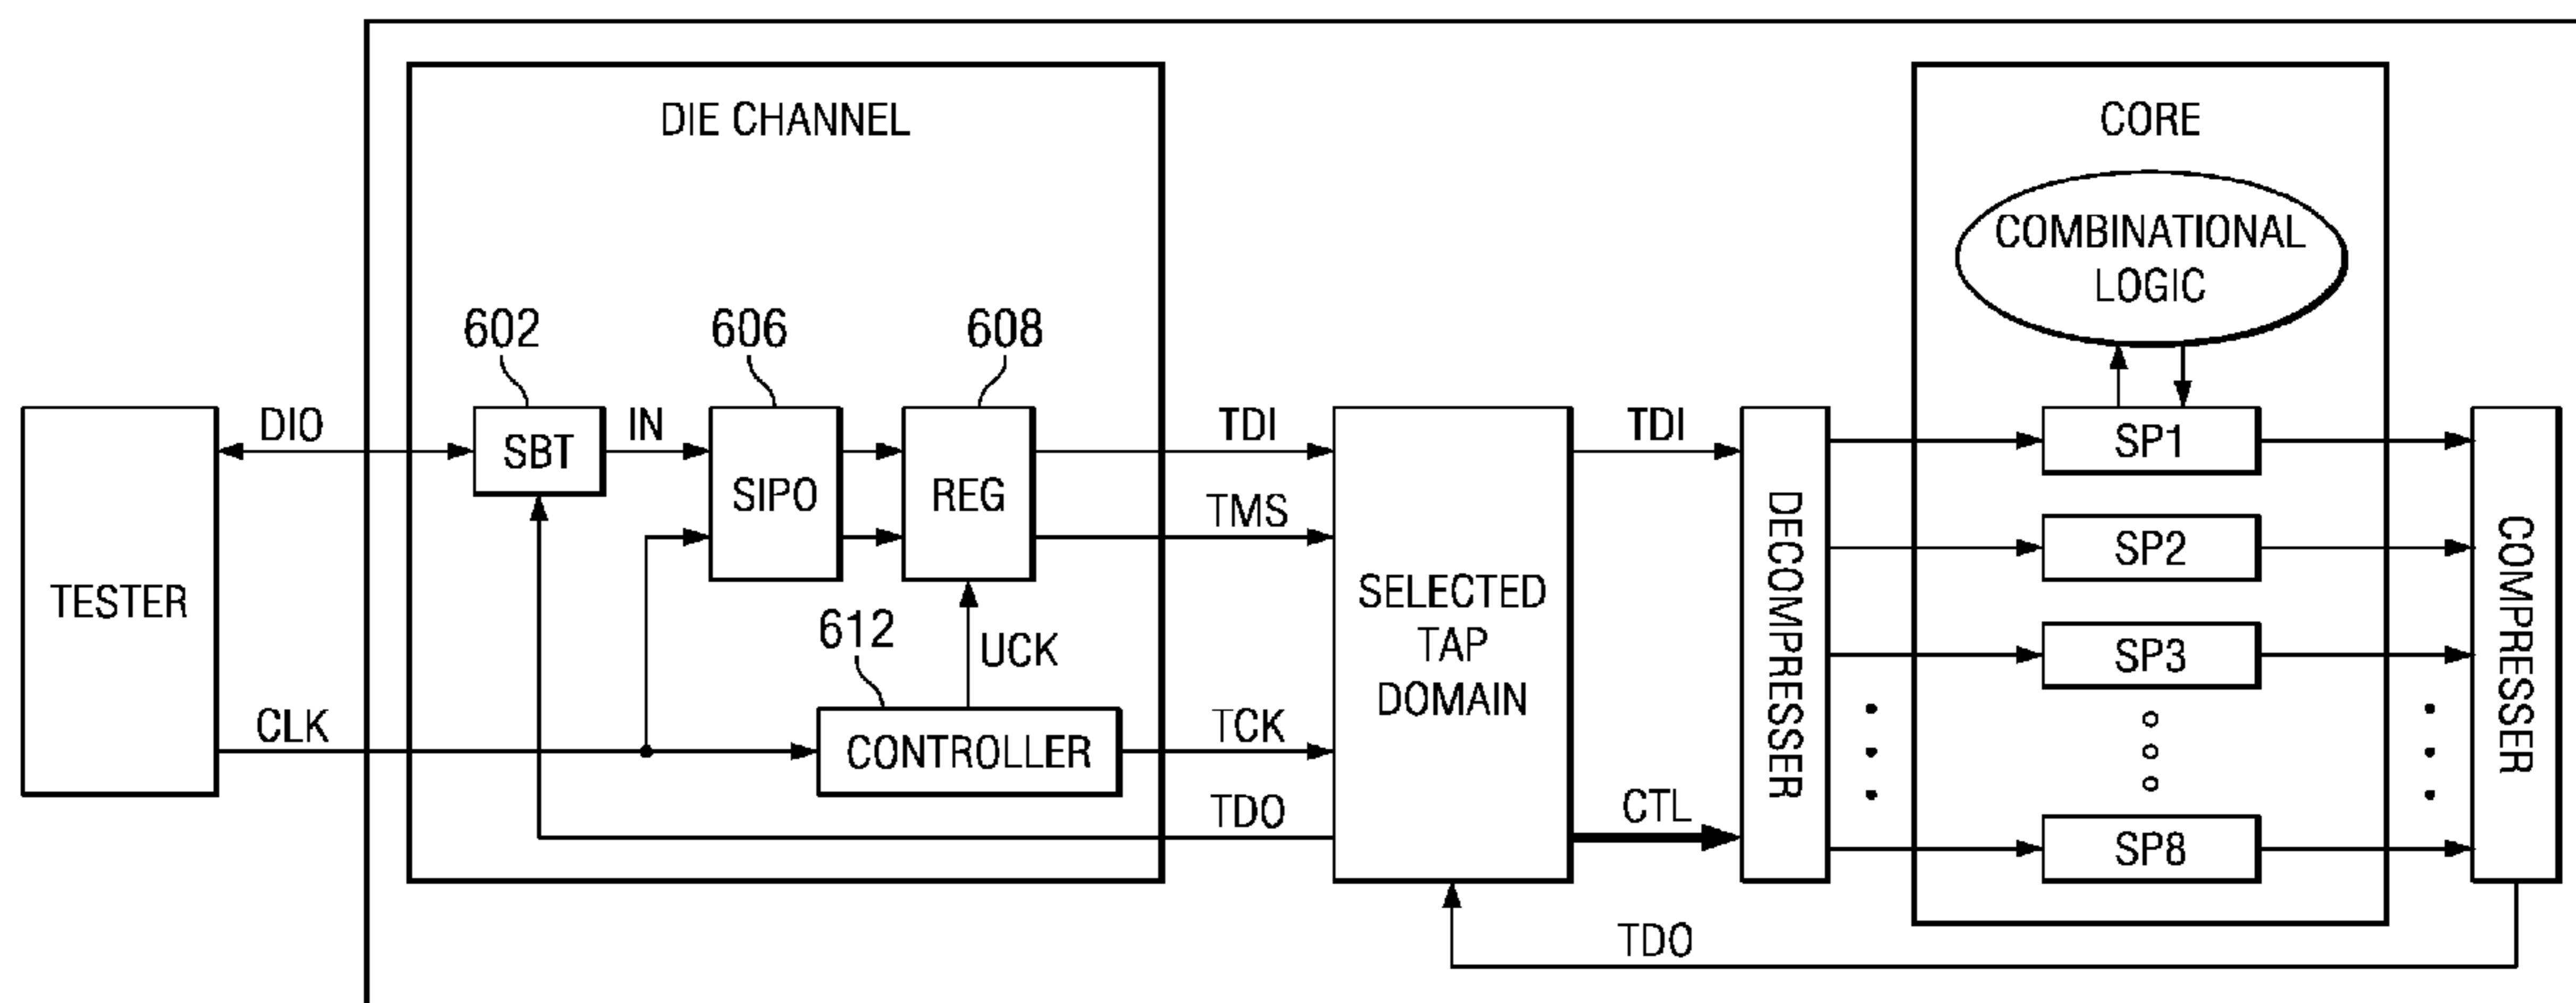 DIE CHANNEL
CORE
COMBINATIONAL
LOGIC
602
606
608
DIO
SBT
IN
SIPO
REG
TDI
TMS
TDI
SP1
SP2
SP3
SP8
TESTER
612
UCK
CLK
CONTROLLER
TCK
TDO
SELECTED
TAP
DOMAIN
CTL
DECOMPRESSER
COMPRESSER
TDO